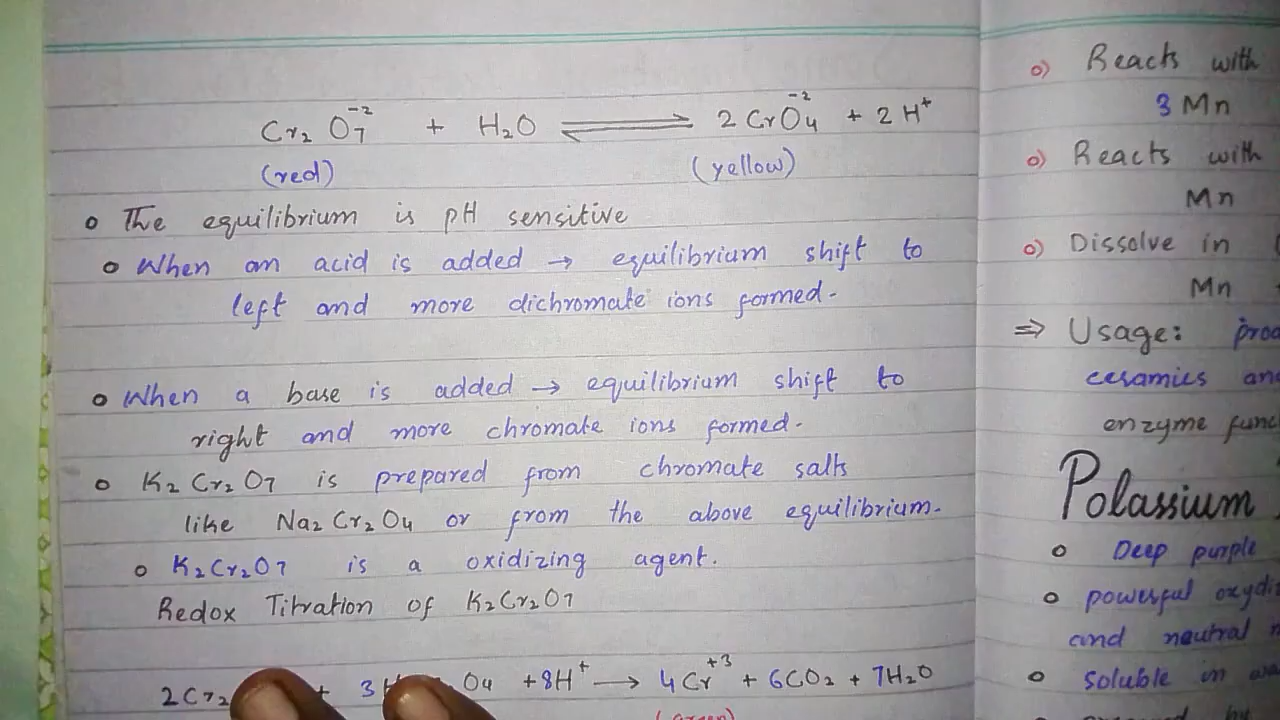 Cr2O7^-2 + H2O ⇌ 2CrO4^-2 + 2H+
(red) (yellow)
o The equilibrium is pH sensitive
o When an acid is added → equilibrium shift to
left and more dichromate ions formed.
o When a base is added → equilibrium shift to
right and more chromate ions formed.
o K2Cr2O7 is prepared from chromate salts
like Na2Cr2O4 or from the above equilibrium.
o K2Cr2O7 is a oxidizing agent.
Redox Titration of K2Cr2O7
2Cr2 + 3H O4 + 8H+ → 4Cr+3 + 6CO2 + 7H2O
(green)
o) Reacts with
3Mn
o) Reacts with
Mn
o) Dissolve in
Mn
⇒ Usage:
ceramics
enzyme
Potassium
o Deep purple
o powerful
and neutral
o Soluble in